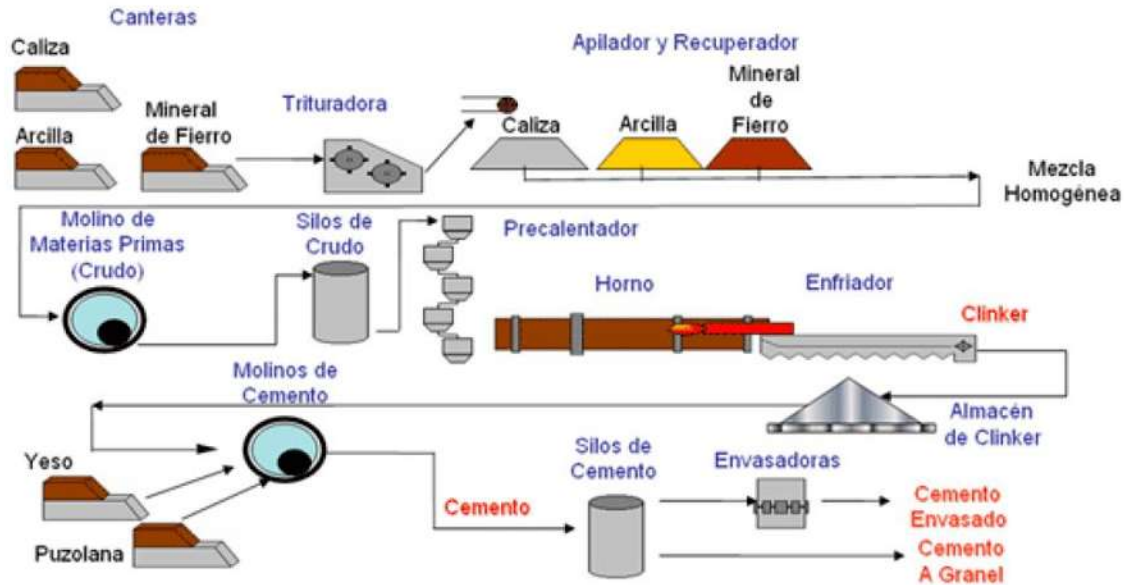 Canteras
Caliza
Arcilla
Mineral
de Fierro
Trituradora
Apilador y Recuperador
Caliza
Arcilla
Mineral
de
Fierro
Mezcla
Homogénea
Molino de
Materias Primas
(Crudo)
Silos de
Crudo
Precalentador
Horno
Enfriador
Clinker
Almacén
de Clinker
Molinos de
Cemento
Yeso
Puzolana
Cemento
Silos de
Cemento
Envasadoras
Cemento
Envasado
Cemento
A Granel